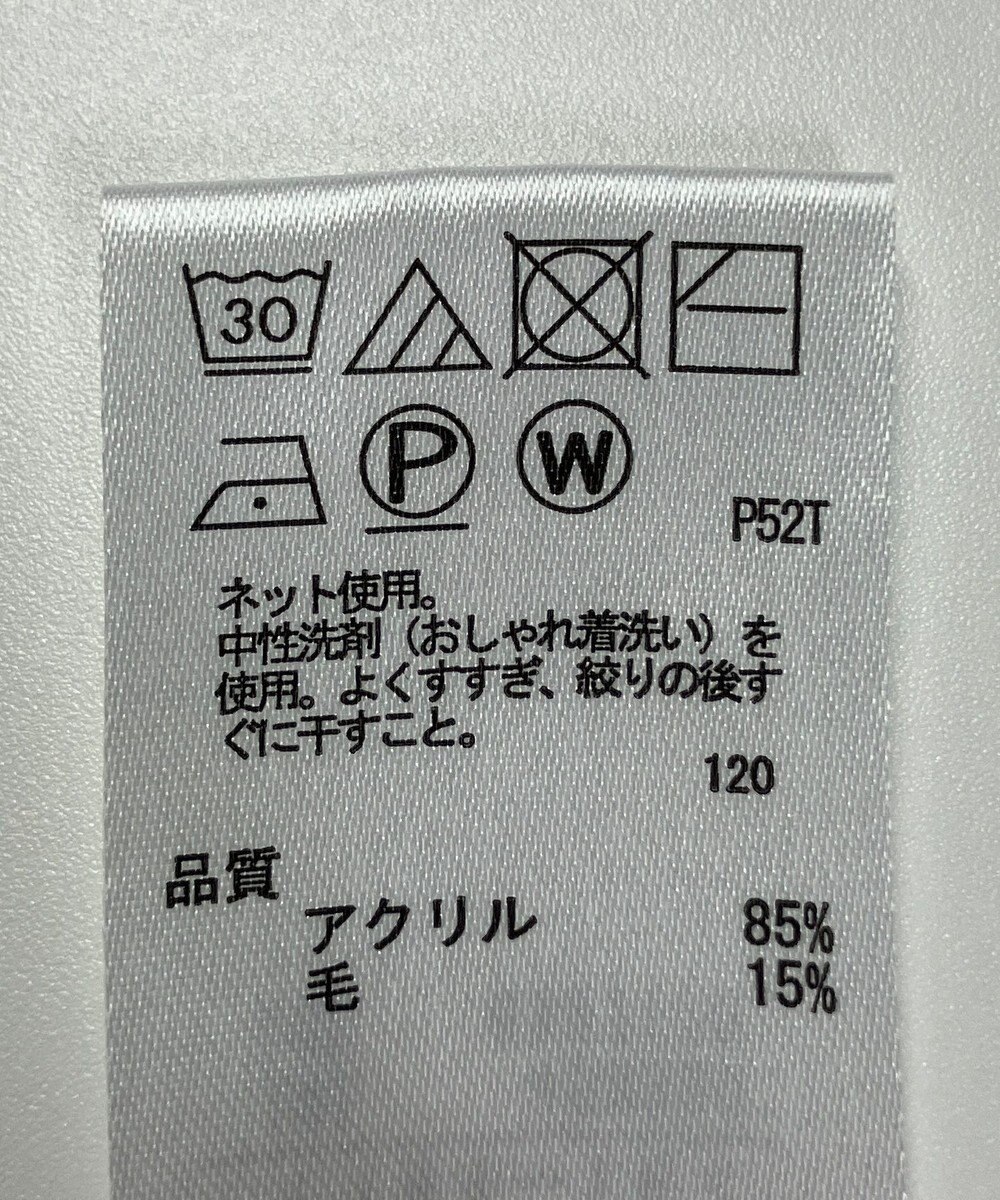 30
P W
P52T
ネット使用。
中性洗剤（おしゃれ着洗い）を
使用。よくすすぎ、絞りの後す
ぐに干すこと。
120
品質
アクリル 85%
毛 15%